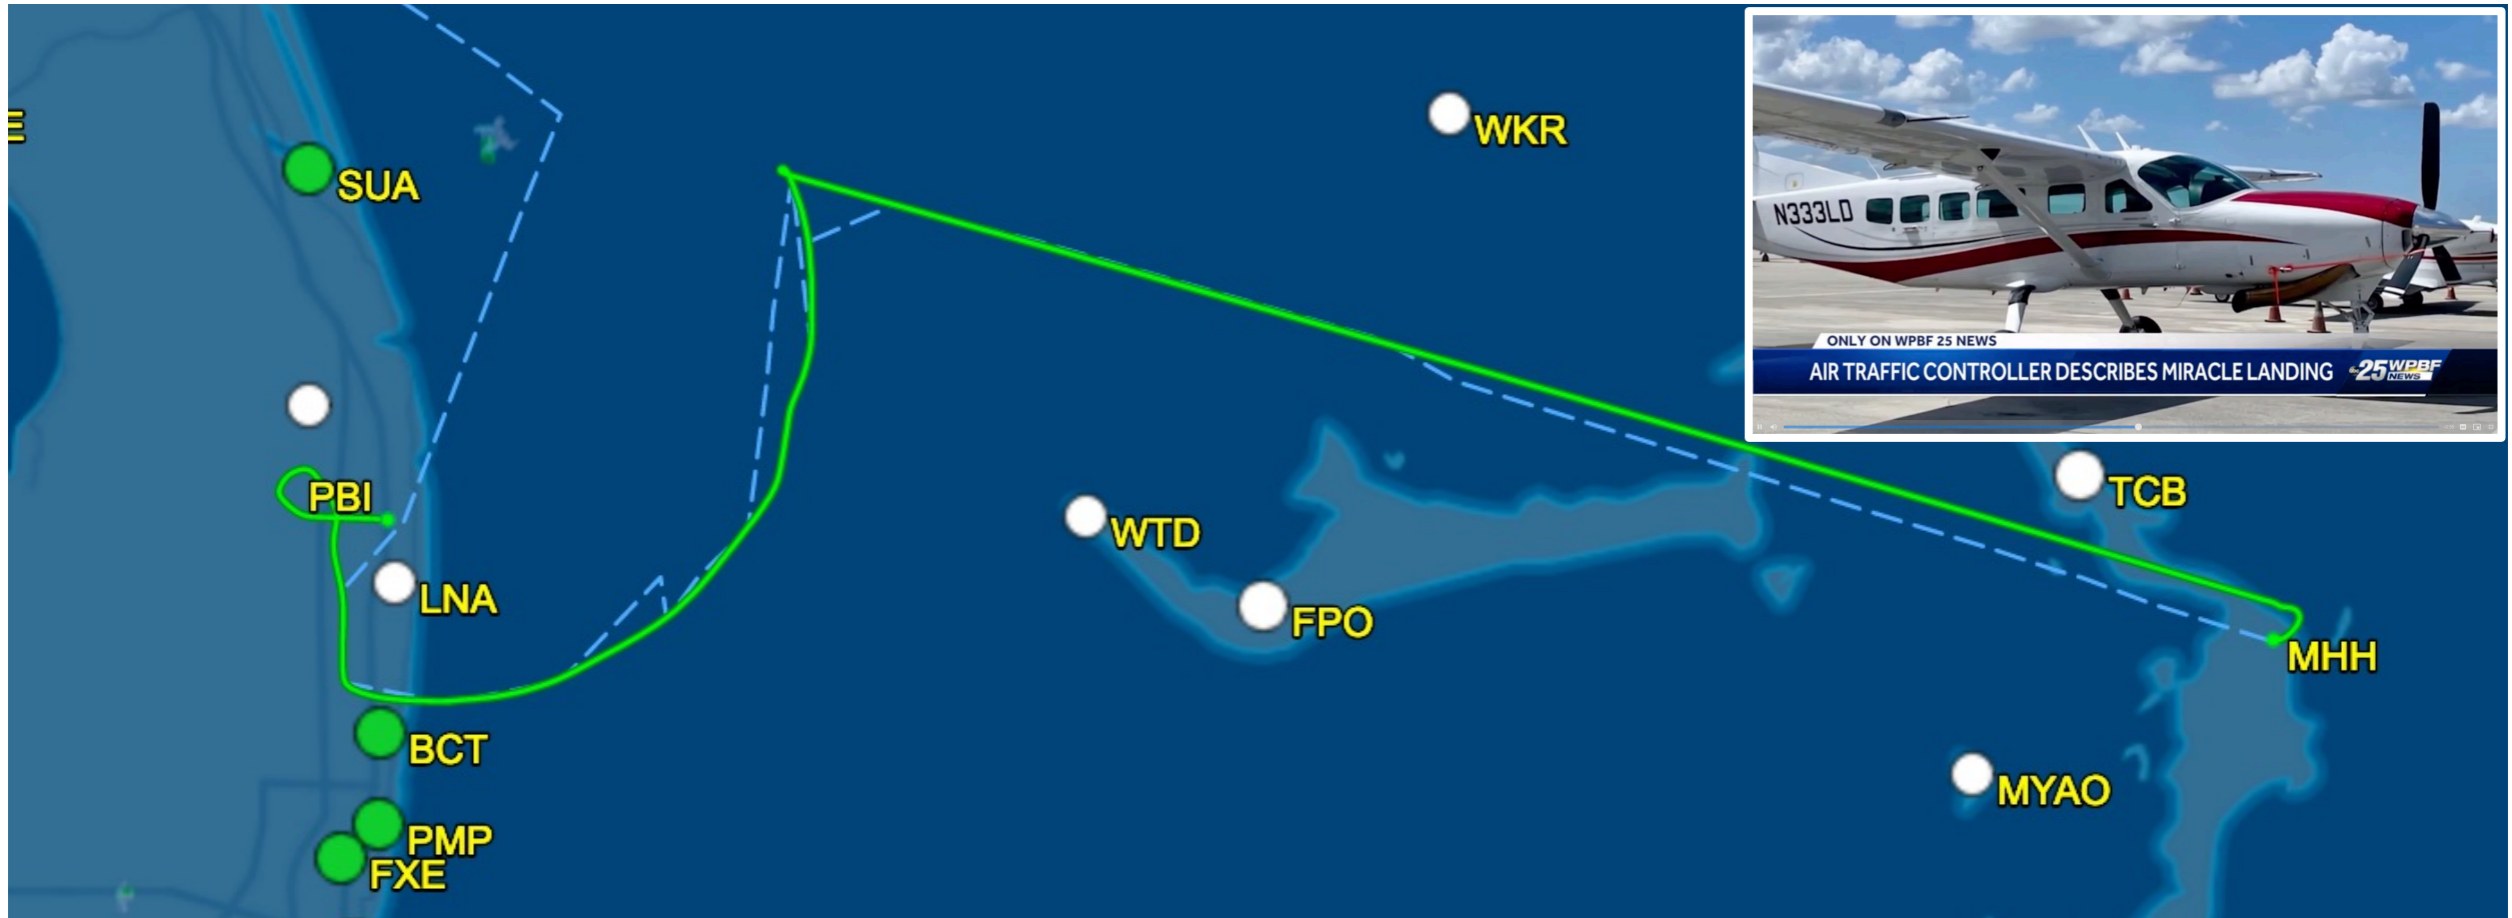 WKR
SUA
PBI
LNA
BCT
PMP
FXE
WTD
FPO
TCB
MHH
MYAO
N333LD
ONLY ON WPBF 25 NEWS
AIR TRAFFIC CONTROLLER DESCRIBES MIRACLE LANDING
25 WPBF NEWS